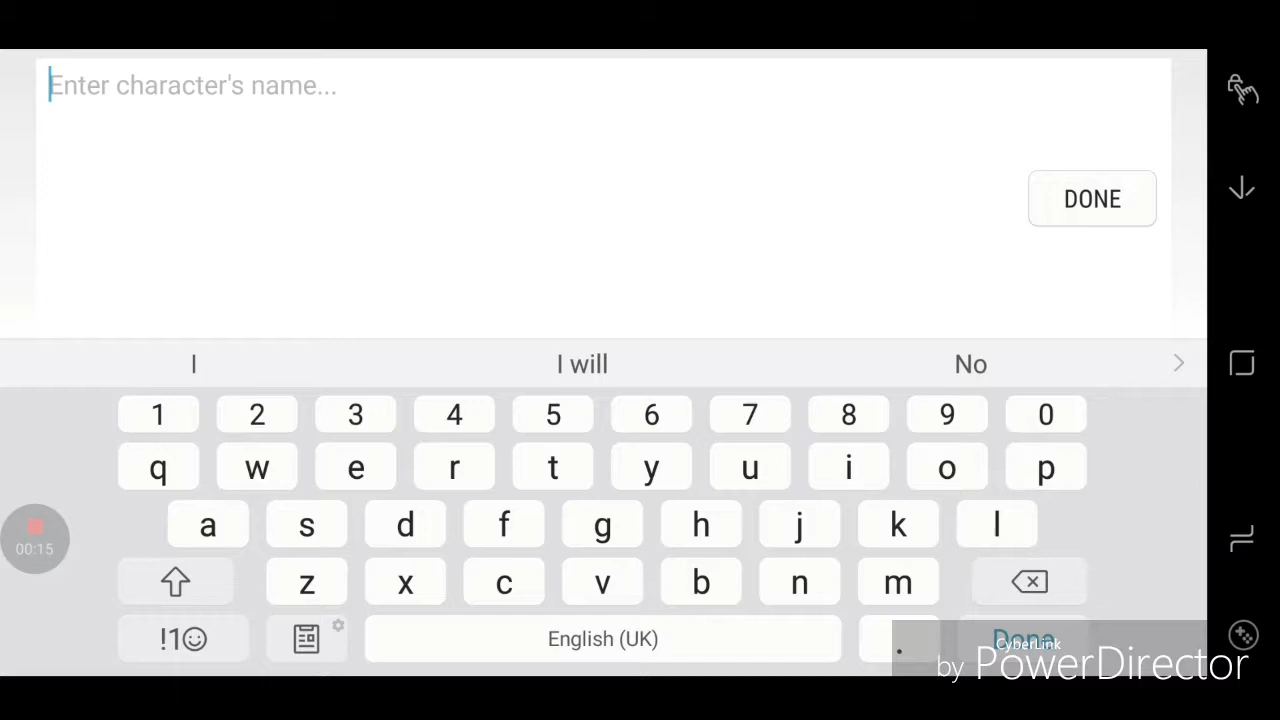 Enter character's name...
DONE
I
I will
No
1 2 3 4 5 6 7 8 9 0
q w e r t y u i o p
a s d f g h j k l
00:15
z x c v b n m
!1☺
English (UK)
.
Done
CyberLink
by PowerDirector